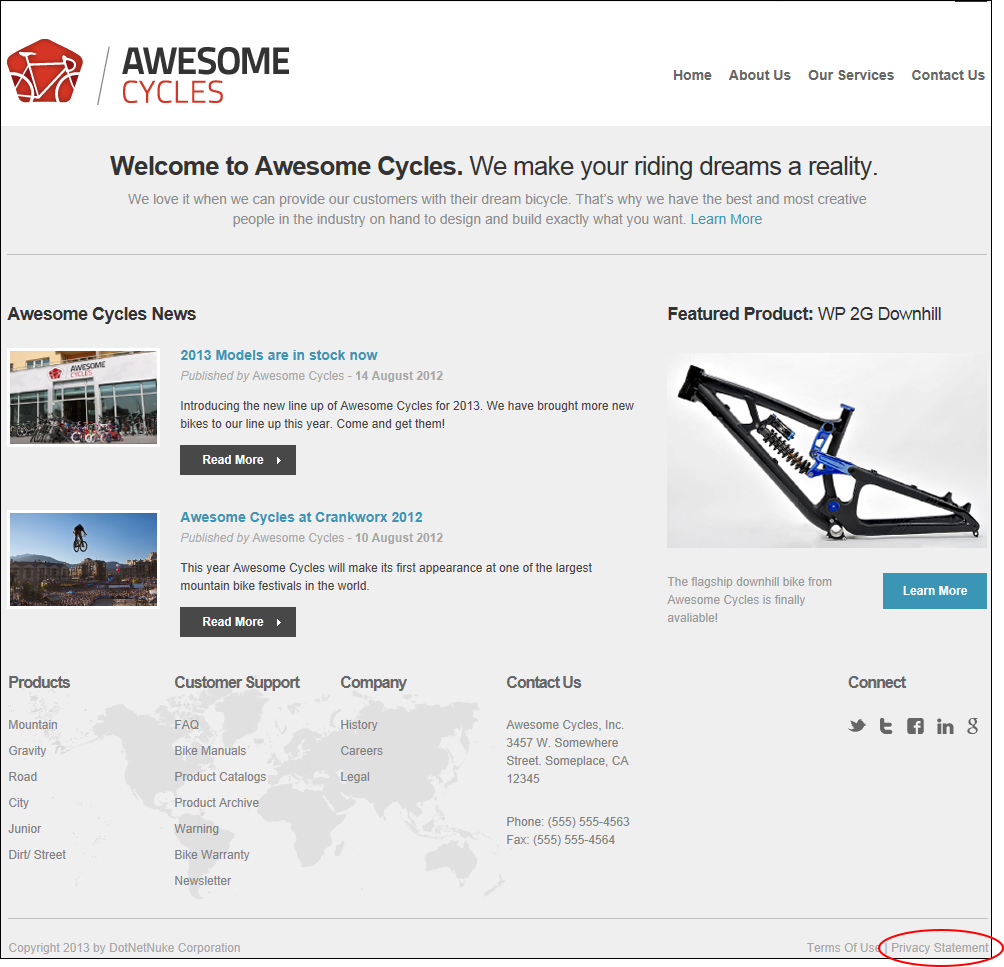 AWESOME
CYCLES
Home About Us Our Services Contact Us
Welcome to Awesome Cycles. We make your riding dreams a reality.
We love it when we can provide our customers with their dream bicycle. That's why we have the best and most creative
people in the industry on hand to design and build exactly what you want. Learn More
Awesome Cycles News
AWESOME
CYCLES
2013 Models are in stock now
Published by Awesome Cycles - 14 August 2012
Introducing the new line up of Awesome Cycles for 2013. We have brought more new
bikes to our line up this year. Come and get them!
Read More
Awesome Cycles at Crankworx 2012
Published by Awesome Cycles - 10 August 2012
This year Awesome Cycles will make its first appearance at one of the largest
mountain bike festivals in the world.
Read More
Featured Product: WP 2G Downhill
The flagship downhill bike from
Awesome Cycles is finally
avaliable!
Learn More
Products
Mountain
Gravity
Road
City
Junior
Dirt/ Street
Customer Support
FAQ
Bike Manuals
Product Catalogs
Product Archive
Warning
Bike Warranty
Newsletter
Company
History
Careers
Legal
Contact Us
Awesome Cycles, Inc.
3457 W. Somewhere
Street. Someplace, CA
12345
Phone: (555) 555-4563
Fax: (555) 555-4564
Connect
Copyright 2013 by DotNetNuke Corporation
Terms Of Use | Privacy Statement